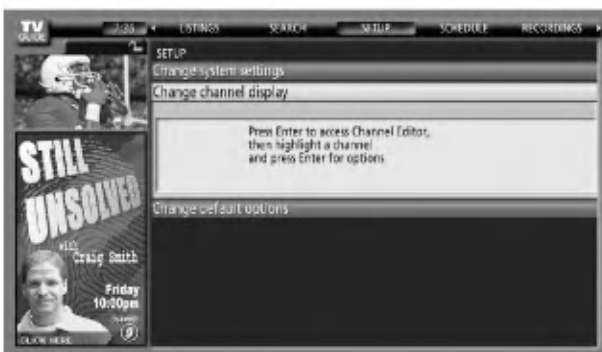 TV
GUIDE
7:35 LISTINGS SEARCH SETUP SCHEDULE RECORDINGS
SETUP
Change system settings
Change channel display
Press Enter to access Channel Editor,
then highlight a channel
and press Enter for options
Change default options
STILL
UNSOLVED
with
Craig Smith
Friday
10:00pm
9
CLICK HERE